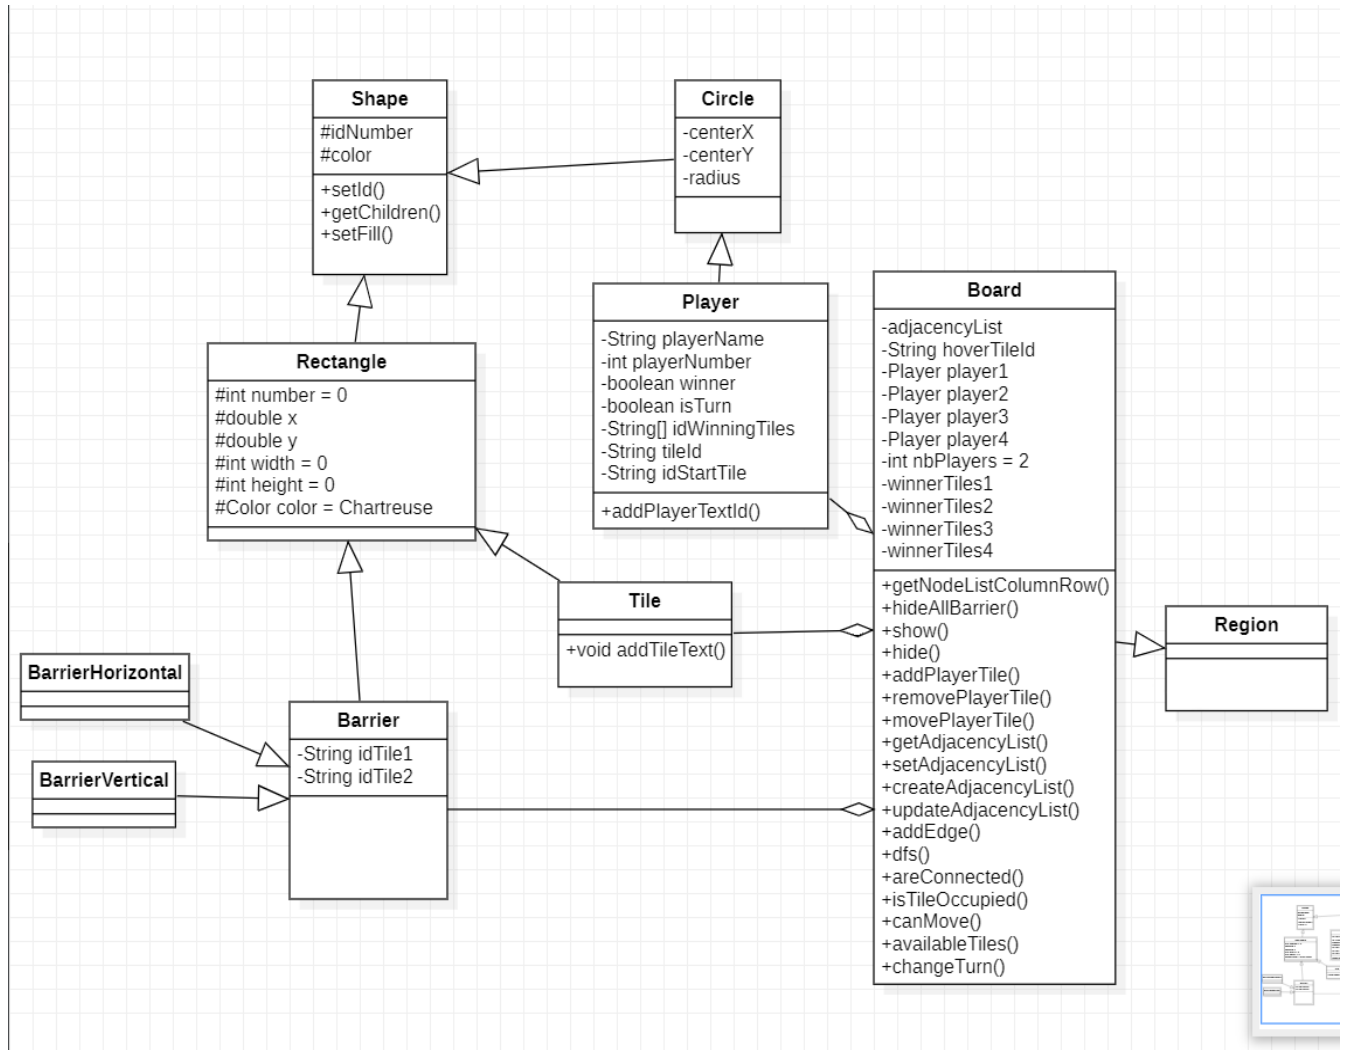 Shape
#idNumber
#color
+setId()
+getChildren()
+setFill()
Circle
-centerX
-centerY
-radius
Player
-String playerName
-int playerNumber
-boolean winner
-boolean isTurn
-String[] idWinningTiles
-String tileId
-String idStartTile
+addPlayerTextId()
Board
-adjacencyList
-String hoverTileId
-Player player1
-Player player2
-Player player3
-Player player4
-int nbPlayers = 2
-winnerTiles1
-winnerTiles2
-winnerTiles3
-winnerTiles4
+getNodeListColumnRow()
+hideAllBarrier()
+show()
+hide()
+addPlayerTile()
+removePlayerTile()
+movePlayerTile()
+getAdjacencyList()
+setAdjacencyList()
+createAdjacencyList()
+updateAdjacencyList()
+addEdge()
+dfs()
+areConnected()
+isTileOccupied()
+canMove()
+availableTiles()
+changeTurn()
Rectangle
#int number = 0
#double x
#double y
#int width = 0
#int height = 0
#Color color = Chartreuse
Tile
+void addTileText()
Region
BarrierHorizontal
BarrierVertical
Barrier
-String idTile1
-String idTile2